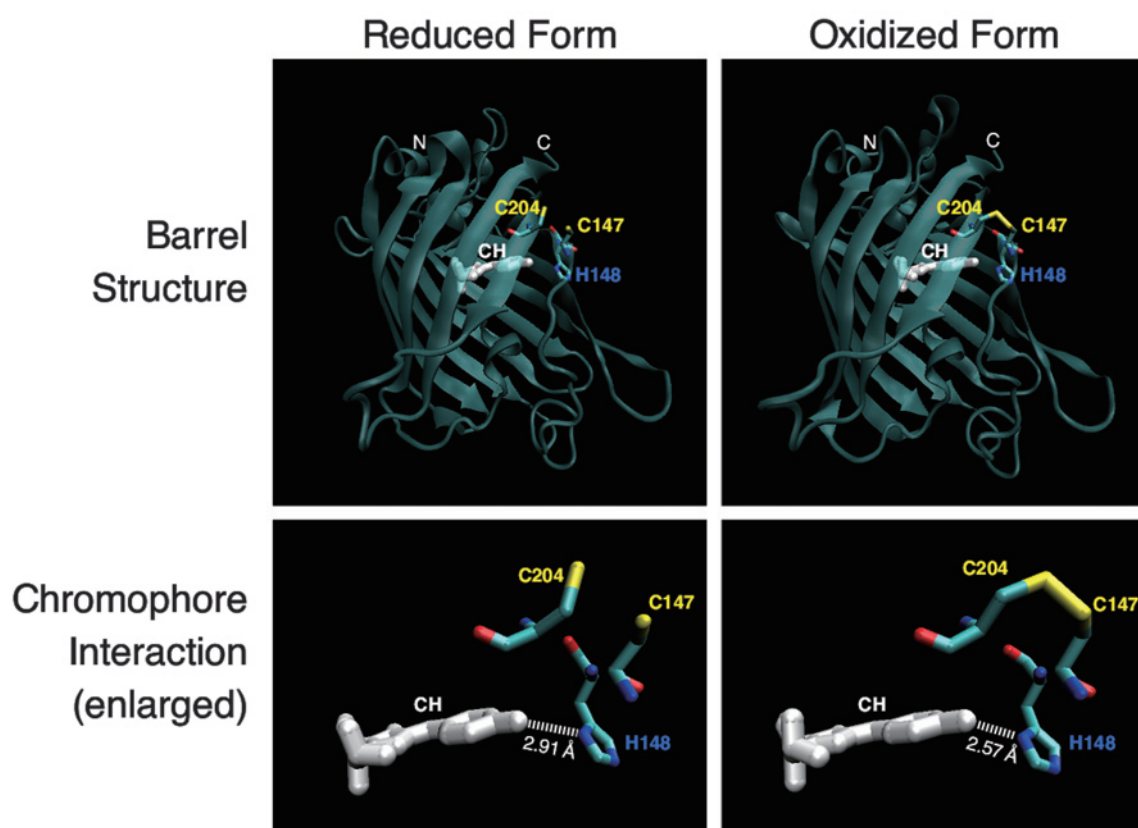 Reduced Form
Oxidized Form
Barrel
Structure
N
C
C204
C147
CH
H148
N
C
C204
C147
CH
H148
Chromophore
Interaction
(enlarged)
C204
C147
CH
2.91 Å
H148
C204
C147
CH
2.57 Å
H148